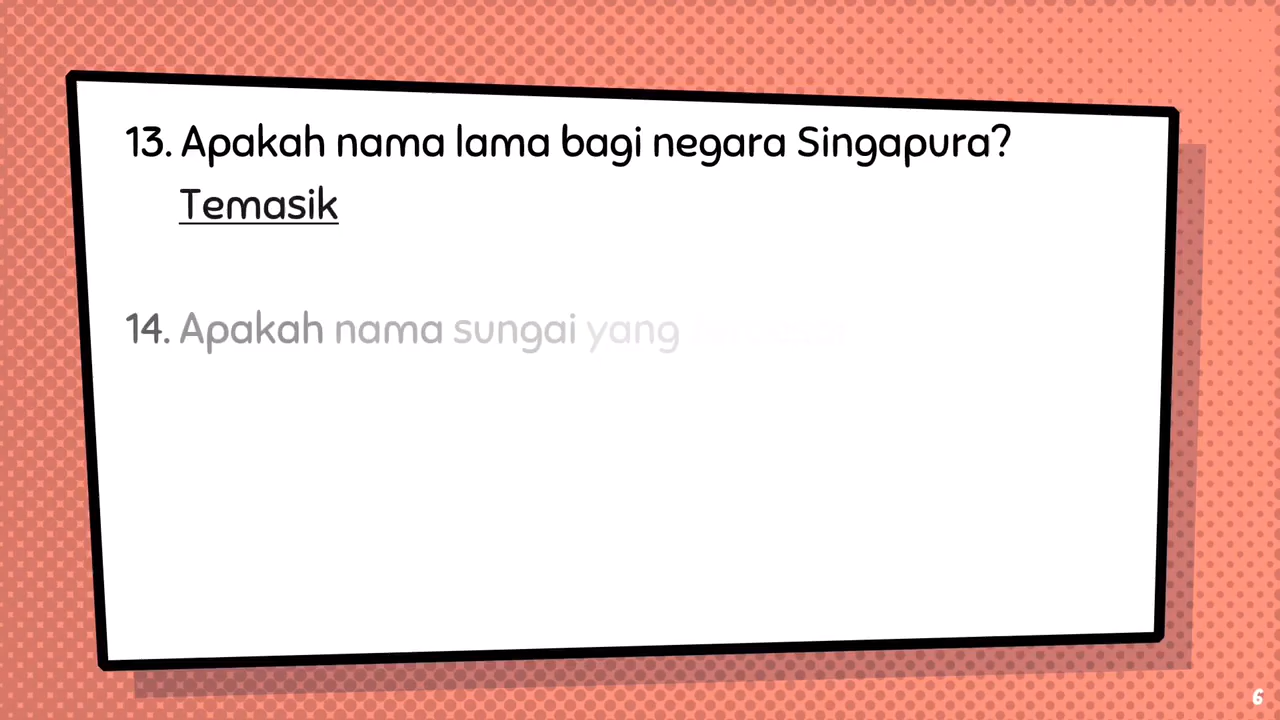 13. Apakah nama lama bagi negara Singapura?
Temasik
14. Apakah nama sungai yang
6